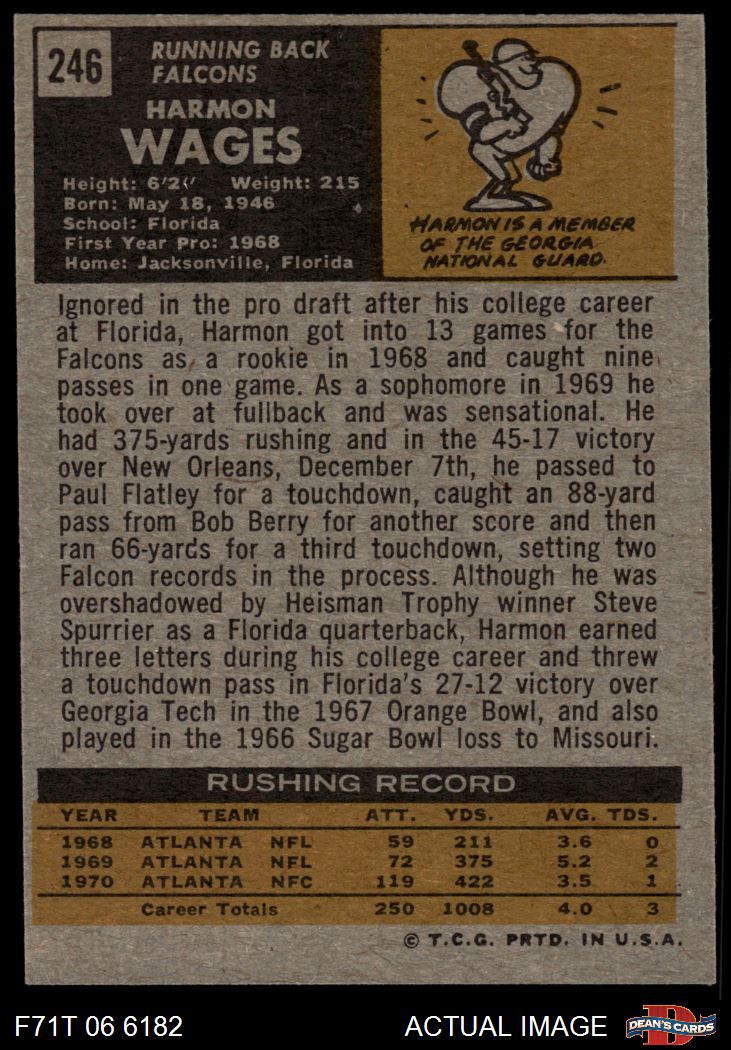 246
RUNNING BACK
FALCONS
HARMON
WAGES
Height: 6'2" Weight: 215
Born: May 18, 1946
School: Florida
First Year Pro: 1968
Home: Jacksonville, Florida
HARMON IS A MEMBER
OF THE GEORGIA
NATIONAL GUARD.
Ignored in the pro draft after his college career
at Florida, Harmon got into 13 games for the
Falcons as a rookie in 1968 and caught nine
passes in one game. As a sophomore in 1969 he
took over at fullback and was sensational. He
had 375-yards rushing and in the 45-17 victory
over New Orleans, December 7th, he passed to
Paul Flatley for a touchdown, caught an 88-yard
pass from Bob Berry for another score and then
ran 66-yards for a third touchdown, setting two
Falcon records in the process. Although he was
overshadowed by Heisman Trophy winner Steve
Spurrier as a Florida quarterback, Harmon earned
three letters during his college career and threw
a touchdown pass in Florida's 27-12 victory over
Georgia Tech in the 1967 Orange Bowl, and also
played in the 1966 Sugar Bowl loss to Missouri.
RUSHING RECORD
YEAR TEAM ATT. YDS. AVG. TDS.
1968 ATLANTA NFL 59 211 3.6 0
1969 ATLANTA NFL 72 375 5.2 2
1970 ATLANTA NFC 119 422 3.5 1
Career Totals 250 1008 4.0 3
© T.C.G. PRTD. IN U.S.A.
F71T 06 6182 ACTUAL IMAGE
D
DEAN'S CARDS